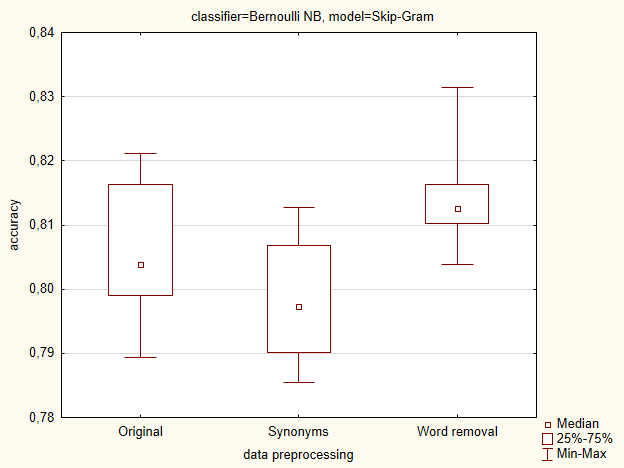 classifier=Bernoulli NB, model=Skip-Gram
0,84
0,83
0,82
0,81
0,80
0,79
0,78
accuracy
Original Synonyms Word removal
data preprocessing
Median
25%-75%
Min-Max